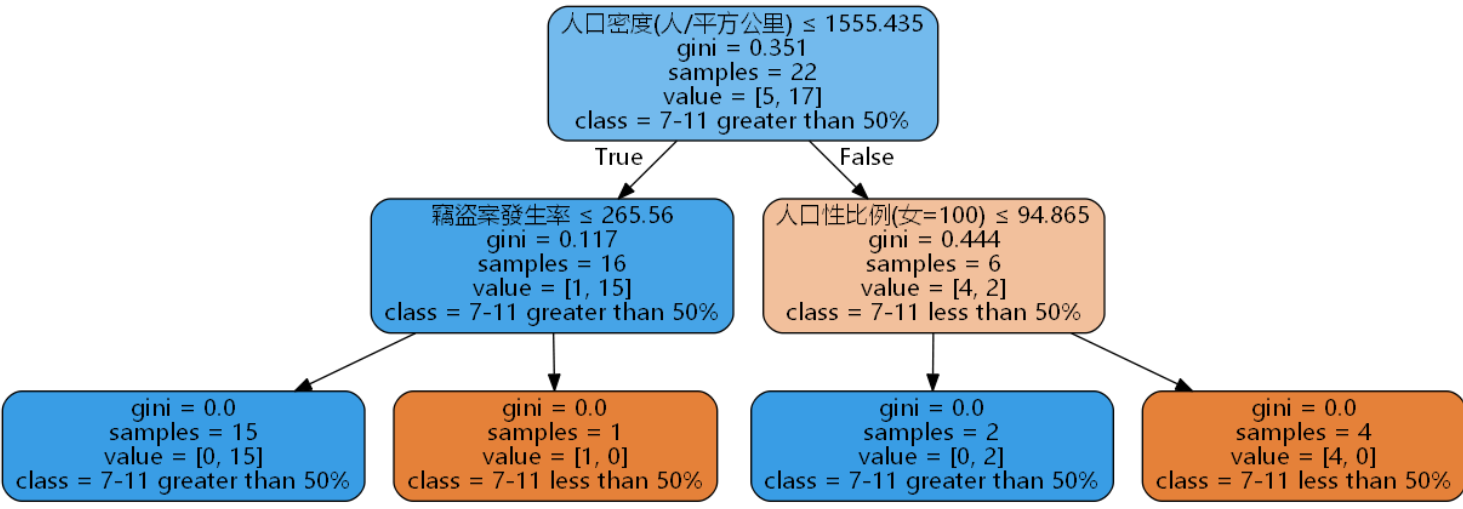 人口密度(人/平方公里) ≤ 1555.435
gini = 0.351
samples = 22
value = [5, 17]
class = 7-11 greater than 50%
True
False
竊盜案發生率 ≤ 265.56
gini = 0.117
samples = 16
value = [1, 15]
class = 7-11 greater than 50%
人口性比例(女=100) ≤ 94.865
gini = 0.444
samples = 6
value = [4, 2]
class = 7-11 less than 50%
gini = 0.0
samples = 15
value = [0, 15]
class = 7-11 greater than 50%
gini = 0.0
samples = 1
value = [1, 0]
class = 7-11 less than 50%
gini = 0.0
samples = 2
value = [0, 2]
class = 7-11 greater than 50%
gini = 0.0
samples = 4
value = [4, 0]
class = 7-11 less than 50%